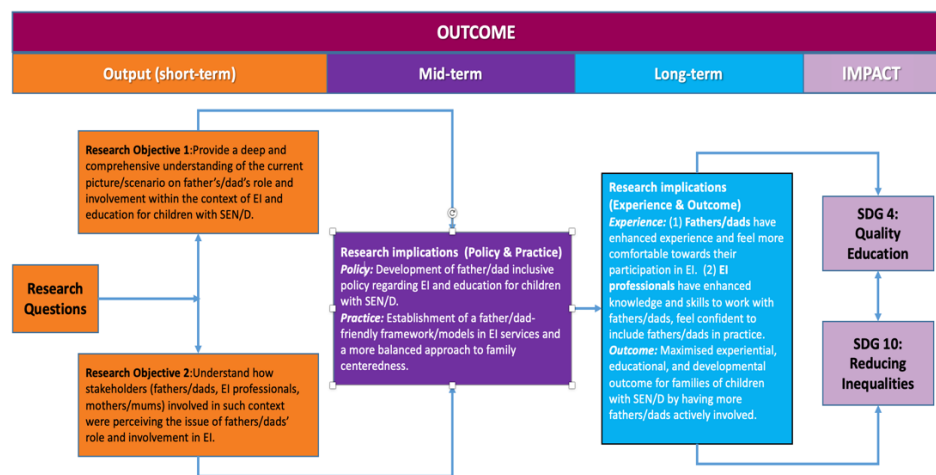 OUTCOME
Output (short-term)
Mid-term
Long-term
IMPACT
Research Objective 1:Provide a deep and
comprehensive understanding of the current
picture/scenario on father's/dad's role and
involvement within the context of EI and
education for children with SEN/D.
Research
Questions
Research Objective 2: Understand how
stakeholders (fathers/dads, EI professionals,
mothers/mums) involved in such context
were perceiving the issue of fathers/dads'
role and involvement in EI.
Research implications (Policy & Practice)
Policy: Development of father/dad inclusive
policy regarding EI and education for children
with SEN/D.
Practice: Establishment of a father/dad-
friendly framework/models in EI services and
a more balanced approach to family
centeredness.
Research implications
(Experience & Outcome)
Experience: (1) Fathers/dads have
enhanced experience and feel more
comfortable towards their
participation in EI. (2) EI
professionals have enhanced
knowledge and skills to work with
fathers/dads, feel confident to
include fathers/dads in practice.
Outcome: Maximised experiential,
educational, and developmental
outcome for families of children
with SEN/D by having more
fathers/dads actively involved.
SDG 4:
Quality
Education
SDG 10:
Reducing
Inequalities